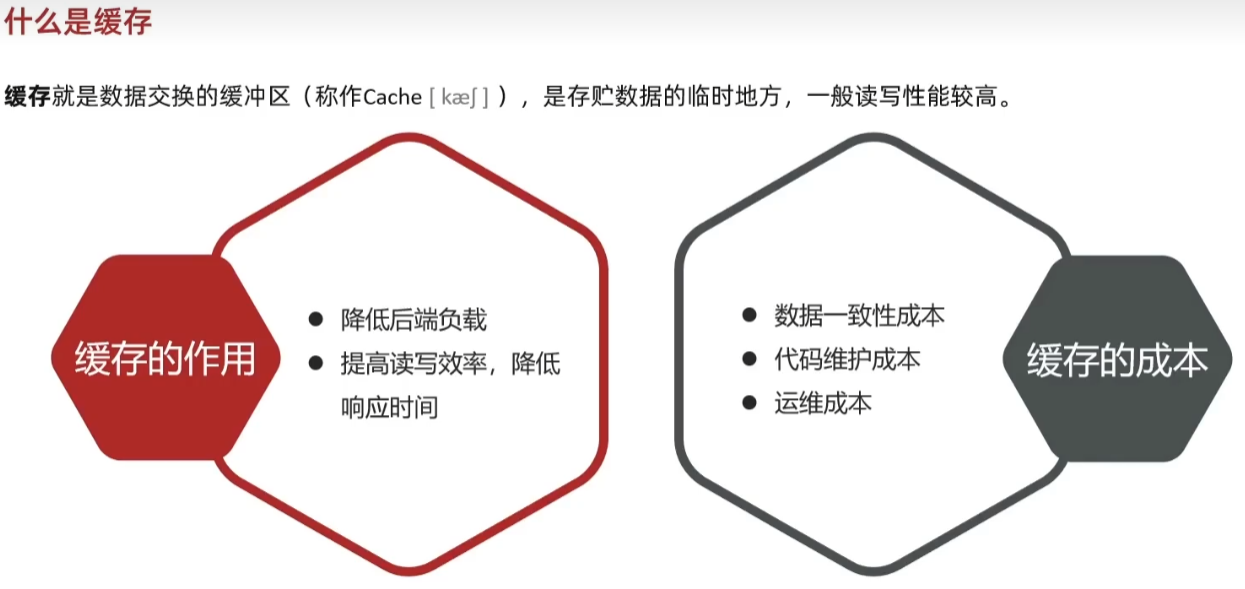 什么是缓存
缓存就是数据交换的缓冲区（称作Cache [ kæʃ ] ），是存贮数据的临时地方，一般读写性能较高。
缓存的作用
● 降低后端负载
● 提高读写效率，降低
响应时间
● 数据一致性成本
● 代码维护成本
● 运维成本
缓存的成本